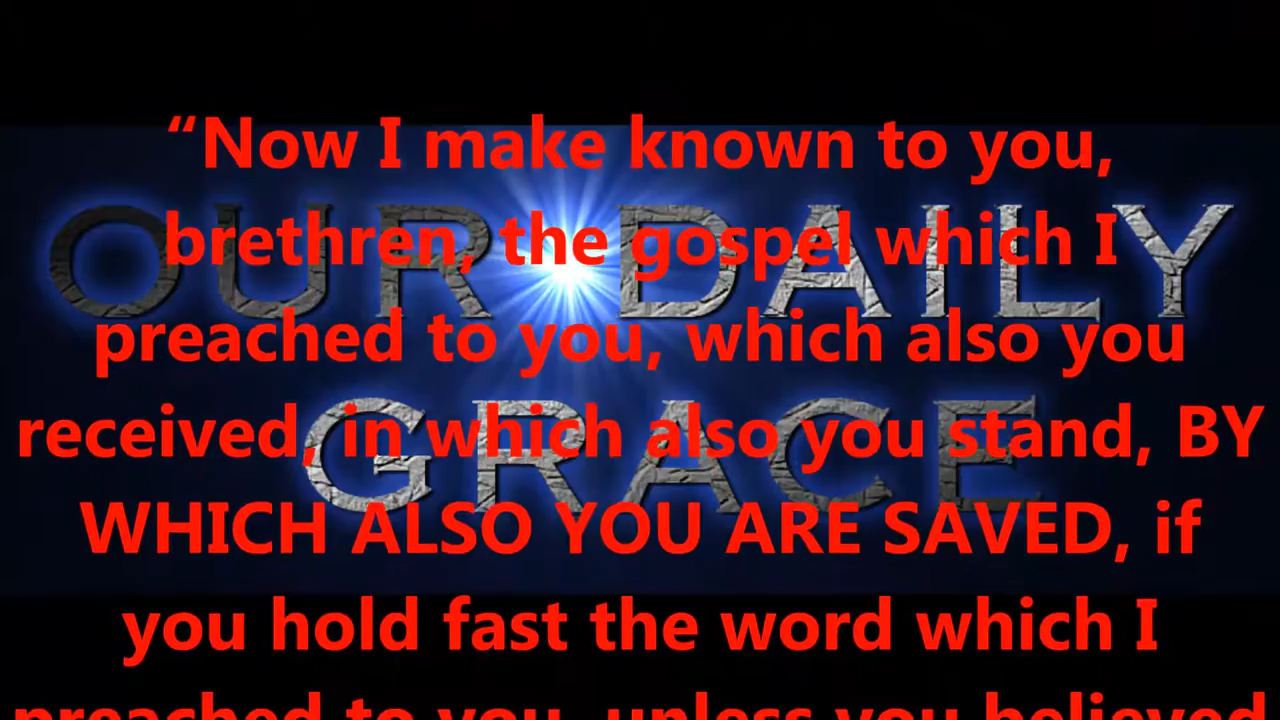 “Now I make known to you,
brethren, the gospel which I
preached to you, which also you
received, in which also you stand, BY
WHICH ALSO YOU ARE SAVED, if
you hold fast the word which I
preached to you, unless you believed
OUR DAILY
GRACE